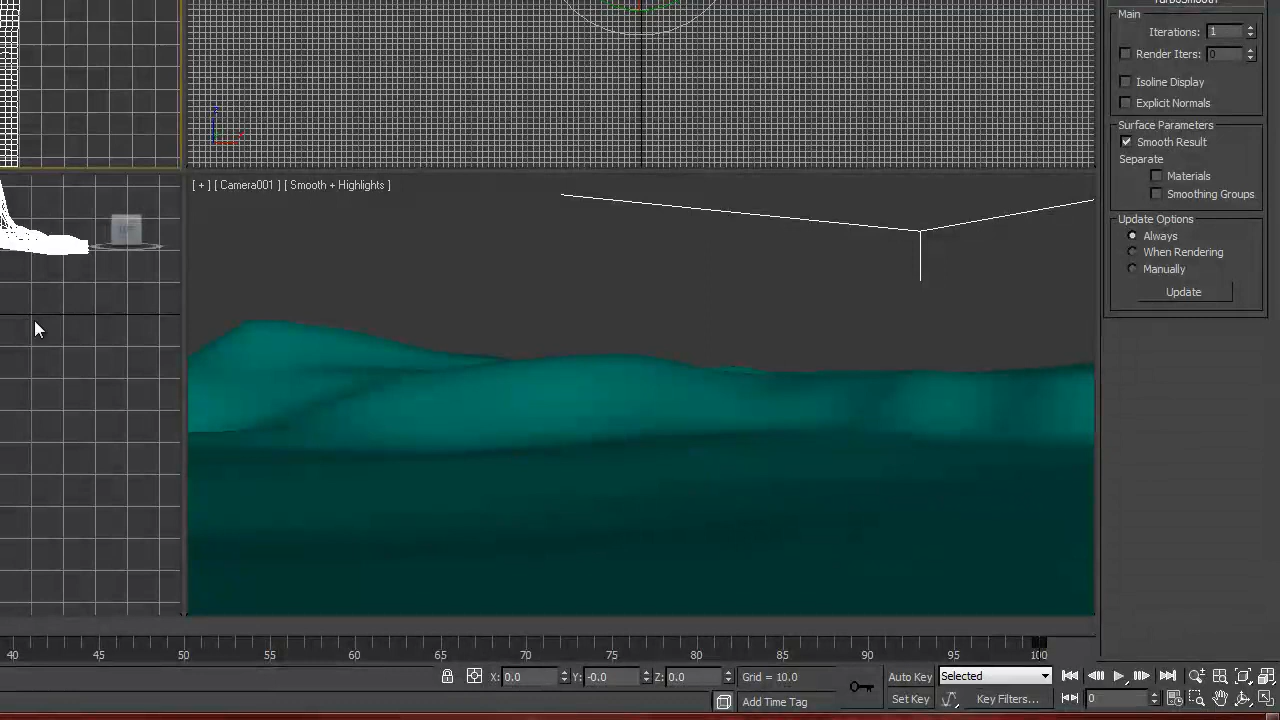 TurboSmooth
Main
Iterations: 1
Render Iters: 0
Isoline Display
Explicit Normals
Surface Parameters
Smooth Result
Separate
Materials
Smoothing Groups
Update Options
Always
When Rendering
Manually
Update
[ + ] [ Camera001 ] [ Smooth + Highlights ]
40 45 50 55 60 65 70 75 80 85 90 95 100
X: 0.0 Y: -0.0 Z: 0.0 Grid = 10.0 Auto Key Selected
Add Time Tag Set Key Key Filters... 0